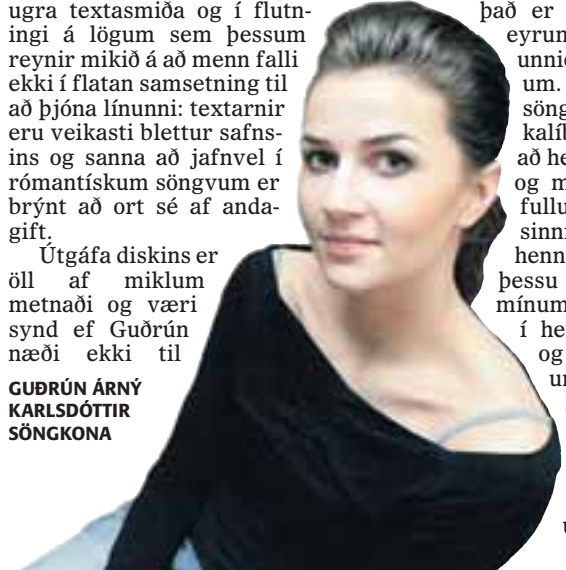 ugra textasmiða og í flutn-
ingi á lögum sem þessum
reynir mikið á að menn falli
ekki í flatan samsetning til
að þjóna línunni: textarnir
eru veikasti blettur safns-
ins og sanna að jafnvel í
rómantískum söngvum er
brýnt að ort sé af anda-
gift.
Útgáfa diskins er
öll af miklum
metnaði og væri
synd ef Guðrún
næði ekki til
GUÐRÚN ÁRNÝ
KARLSDÓTTIR
SÖNGKONA
það er
eyrun
um.
að he
og m
fullu
sinn
henn
þessu
mínum
í he
og